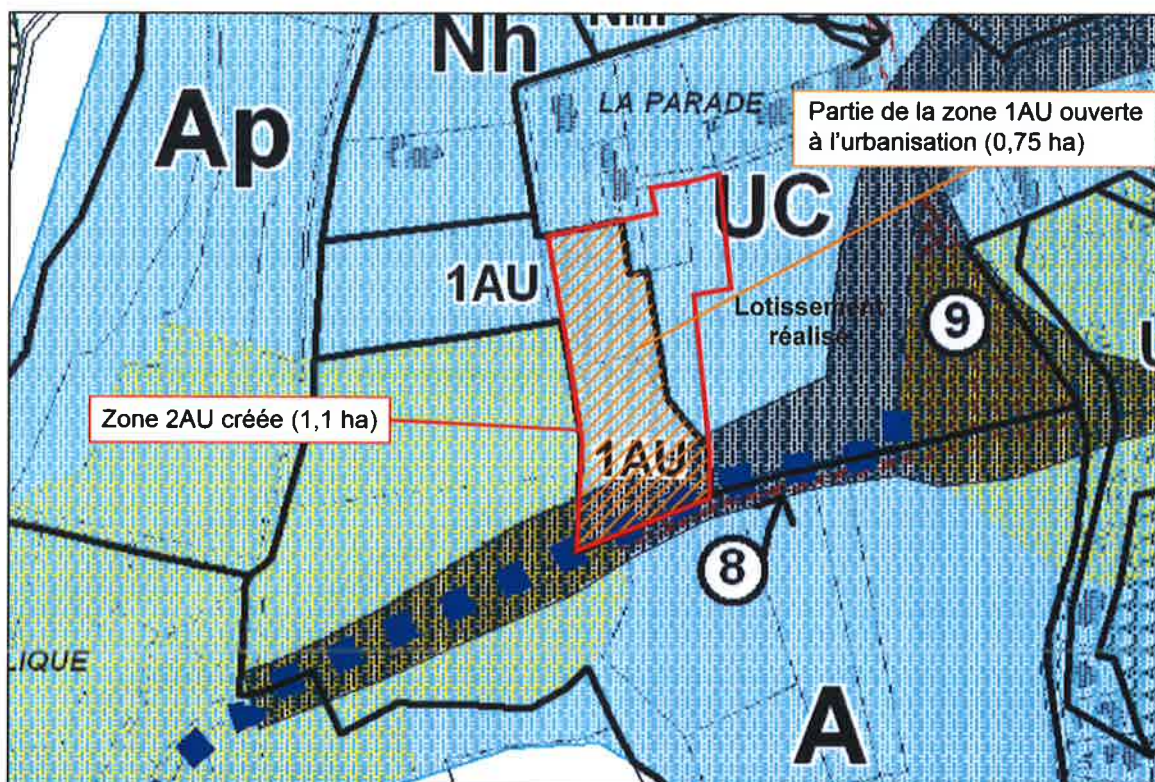 Nh
Ap
LA PARADE
Partie de la zone 1AU ouverte
à l'urbanisation (0,75 ha)
UC
1AU
Lotissement
réalisé
9
Zone 2AU créée (1,1 ha)
1AU
8
LIQUE
A